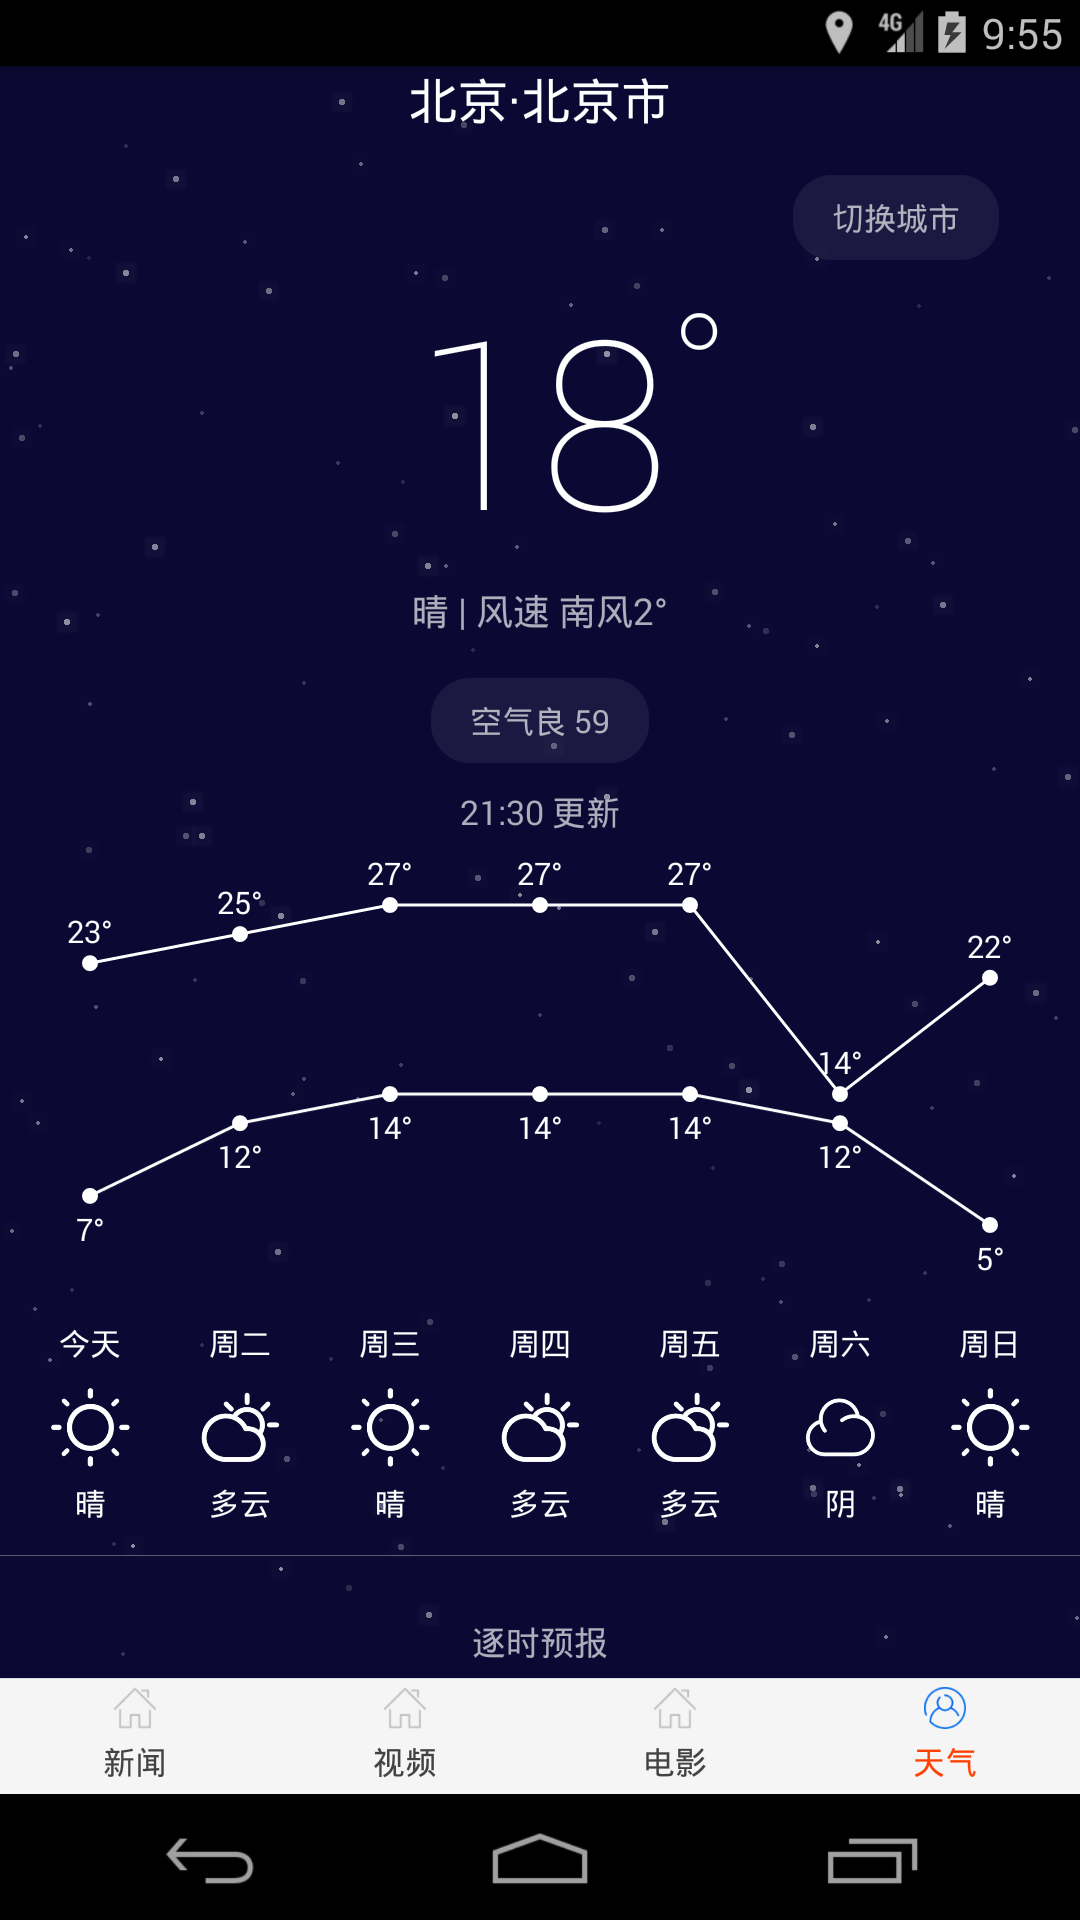 4G 9:55
北京·北京市
切换城市
18°
晴 | 风速 南风2°
空气良 59
21:30 更新
23° 25° 27° 27° 27° 14° 22°
7° 12° 14° 14° 14° 12° 5°
今天 周二 周三 周四 周五 周六 周日
晴 多云 晴 多云 多云 阴 晴
逐时预报
新闻 视频 电影 天气